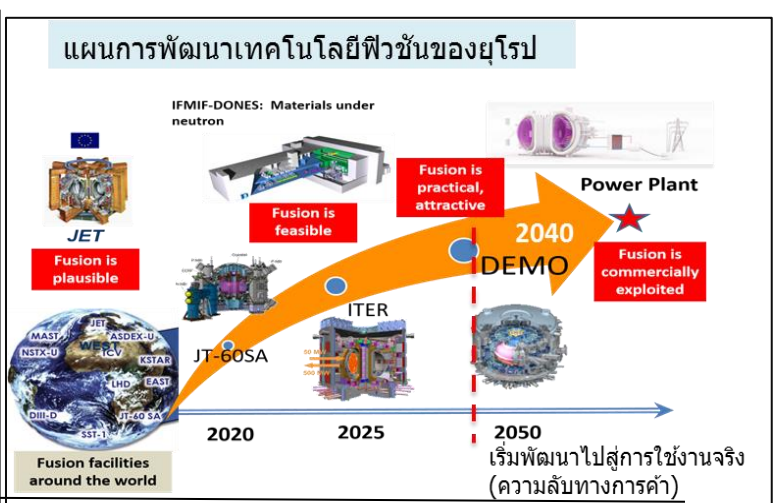 แผนการพัฒนาเทคโนโลยีฟิวชันของยุโรป
IFMIF-DONES: Materials under
neutron
JET
Fusion is
plausible
Fusion is
feasible
Fusion is
practical,
attractive
Power Plant
Fusion is
commercially
exploited
2040
DEMO
ITER
JT-60SA
50 M
500 M
JET
MAST
ASDEX-U
WEST
NSTX-U
TCV
KSTAR
LHD
EAST
DIII-D
JT-60 SA
SST-1
2020
2025
2050
Fusion facilities
around the world
เริ่มพัฒนาไปสู่การใช้งานจริง
(ความลับทางการค้า)